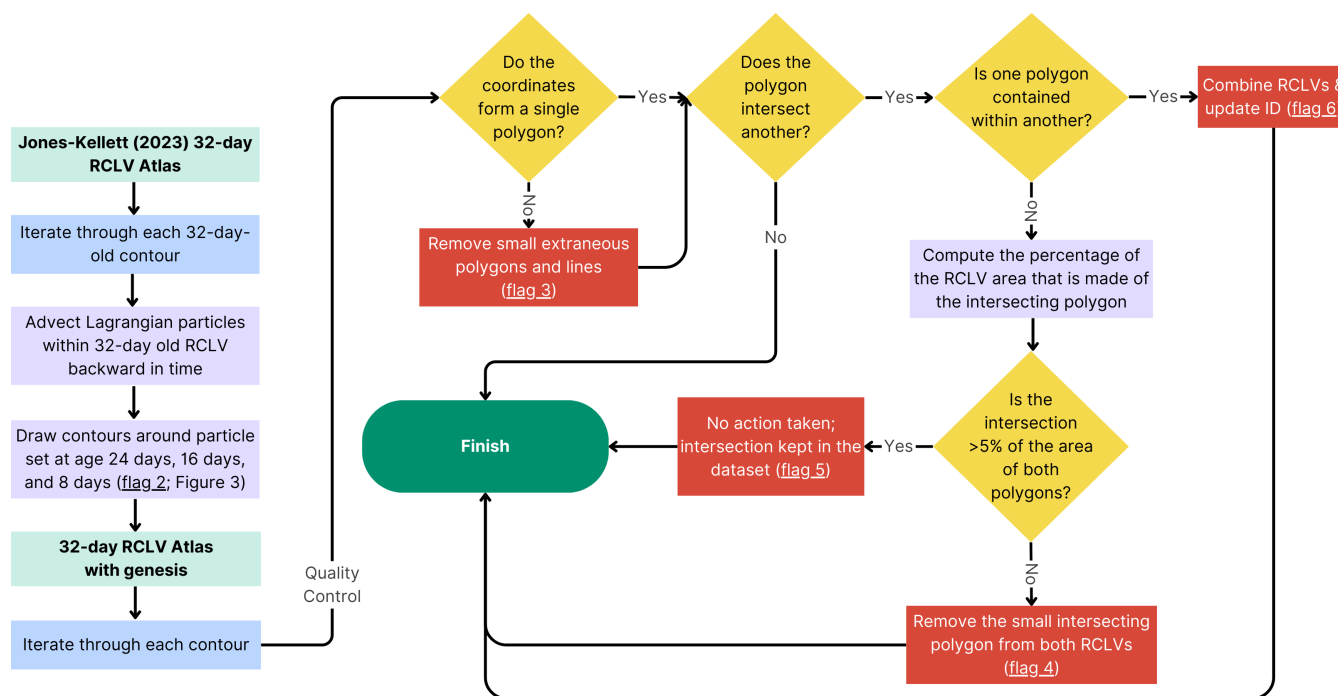 Jones-Kellett (2023) 32-day
RCLV Atlas
Iterate through each 32-day-
old contour
Advect Lagrangian particles
within 32-day old RCLV
backward in time
Draw contours around particle
set at age 24 days, 16 days,
and 8 days (flag 2; Figure 3)
32-day RCLV Atlas
with genesis
Iterate through each contour
Quality
Control
Do the
coordinates
form a single
polygon?
Yes
No
Remove small extraneous
polygons and lines
(flag 3)
Does the
polygon
intersect
another?
Yes
No
Is one polygon
contained
within another?
Yes
No
Combine RCLVs &
update ID (flag 6
Compute the percentage of
the RCLV area that is made of
the intersecting polygon
Is the
intersection
>5% of the area
of both
polygons?
Yes
No
No action taken;
intersection kept in the
dataset (flag 5)
Finish
Remove the small intersecting
polygon from both RCLVs
(flag 4)